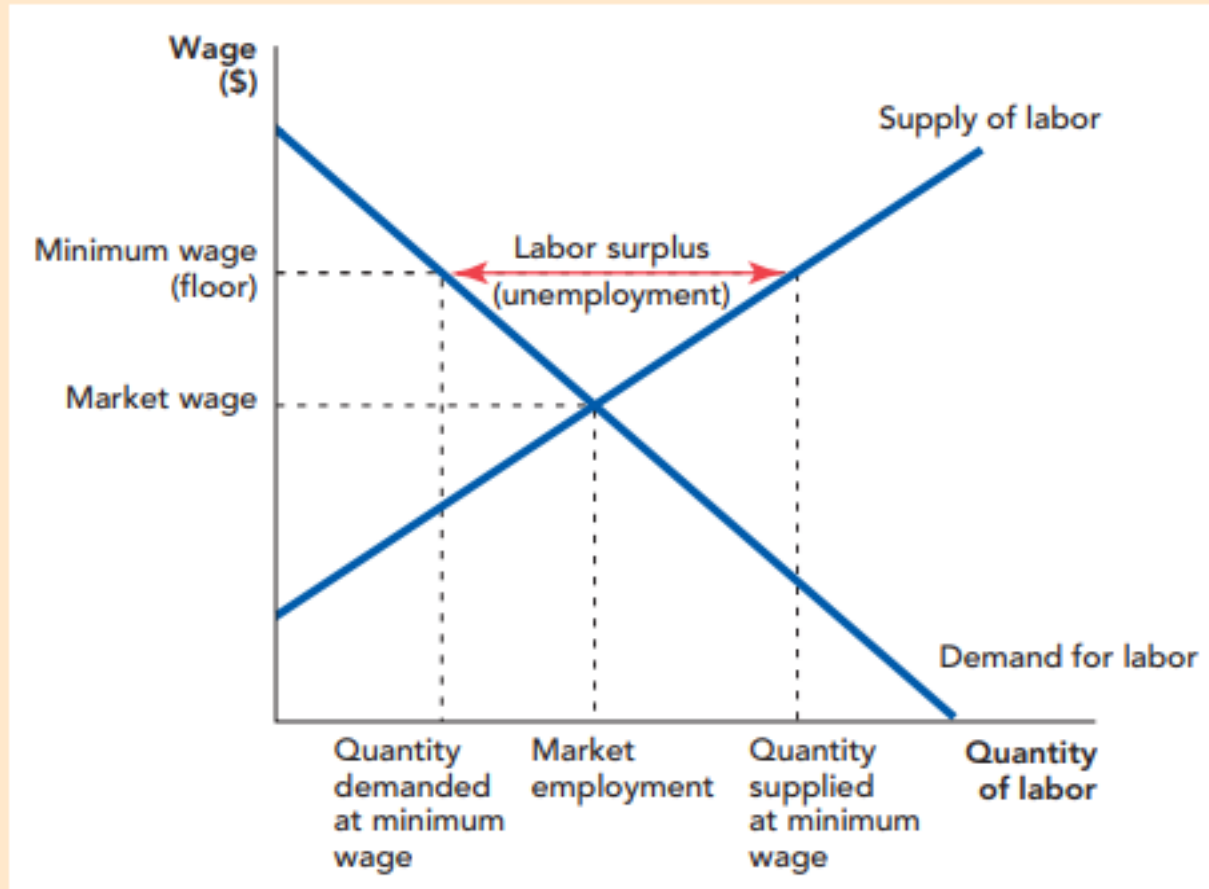 Wage
($)
Supply of labor
Minimum wage
(floor)
Labor surplus
(unemployment)
Market wage
Demand for labor
Quantity
demanded
at minimum
wage
Market
employment
Quantity
supplied
at minimum
wage
Quantity
of labor